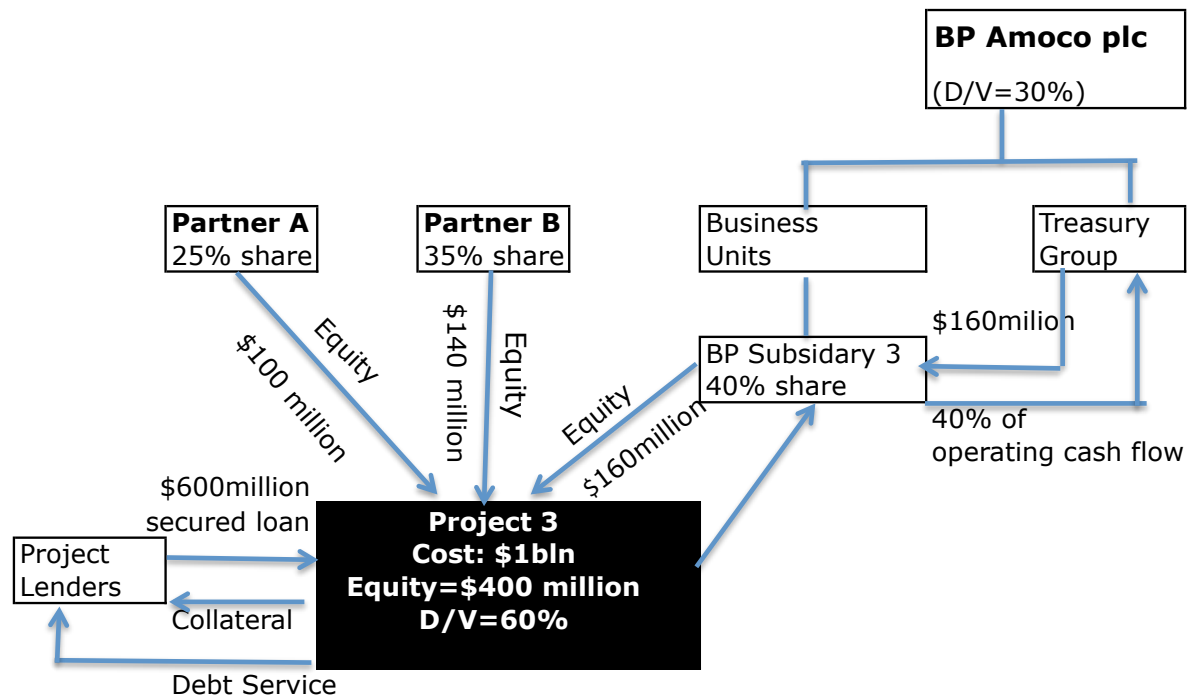 BP Amoco plc
(D/V=30%)
Partner A
25% share
Partner B
35% share
Business
Units
Treasury
Group
$160milion
BP Subsidary 3
40% share
40% of
operating cash flow
Equity
$100 million
Equity
$140 million
Equity
$160million
$600million
secured loan
Project
Lenders
Project 3
Cost: $1bln
Equity=$400 million
D/V=60%
Collateral
Debt Service